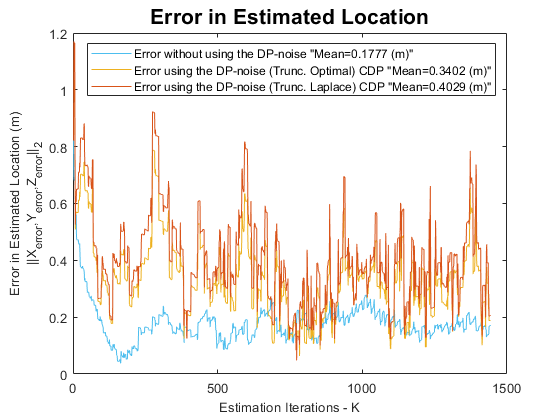 Error in Estimated Location
1.2
1
0.8
0.6
0.4
0.2
0
Error without using the DP-noise "Mean=0.1777 (m)"
Error using the DP-noise (Trunc. Optimal) CDP "Mean=0.3402 (m)"
Error using the DP-noise (Trunc. Laplace) CDP "Mean=0.4029 (m)"
Error in Estimated Location (m)
||X_error, Y_error, Z_error||_2
0 500 1000 1500
Estimation Iterations - K